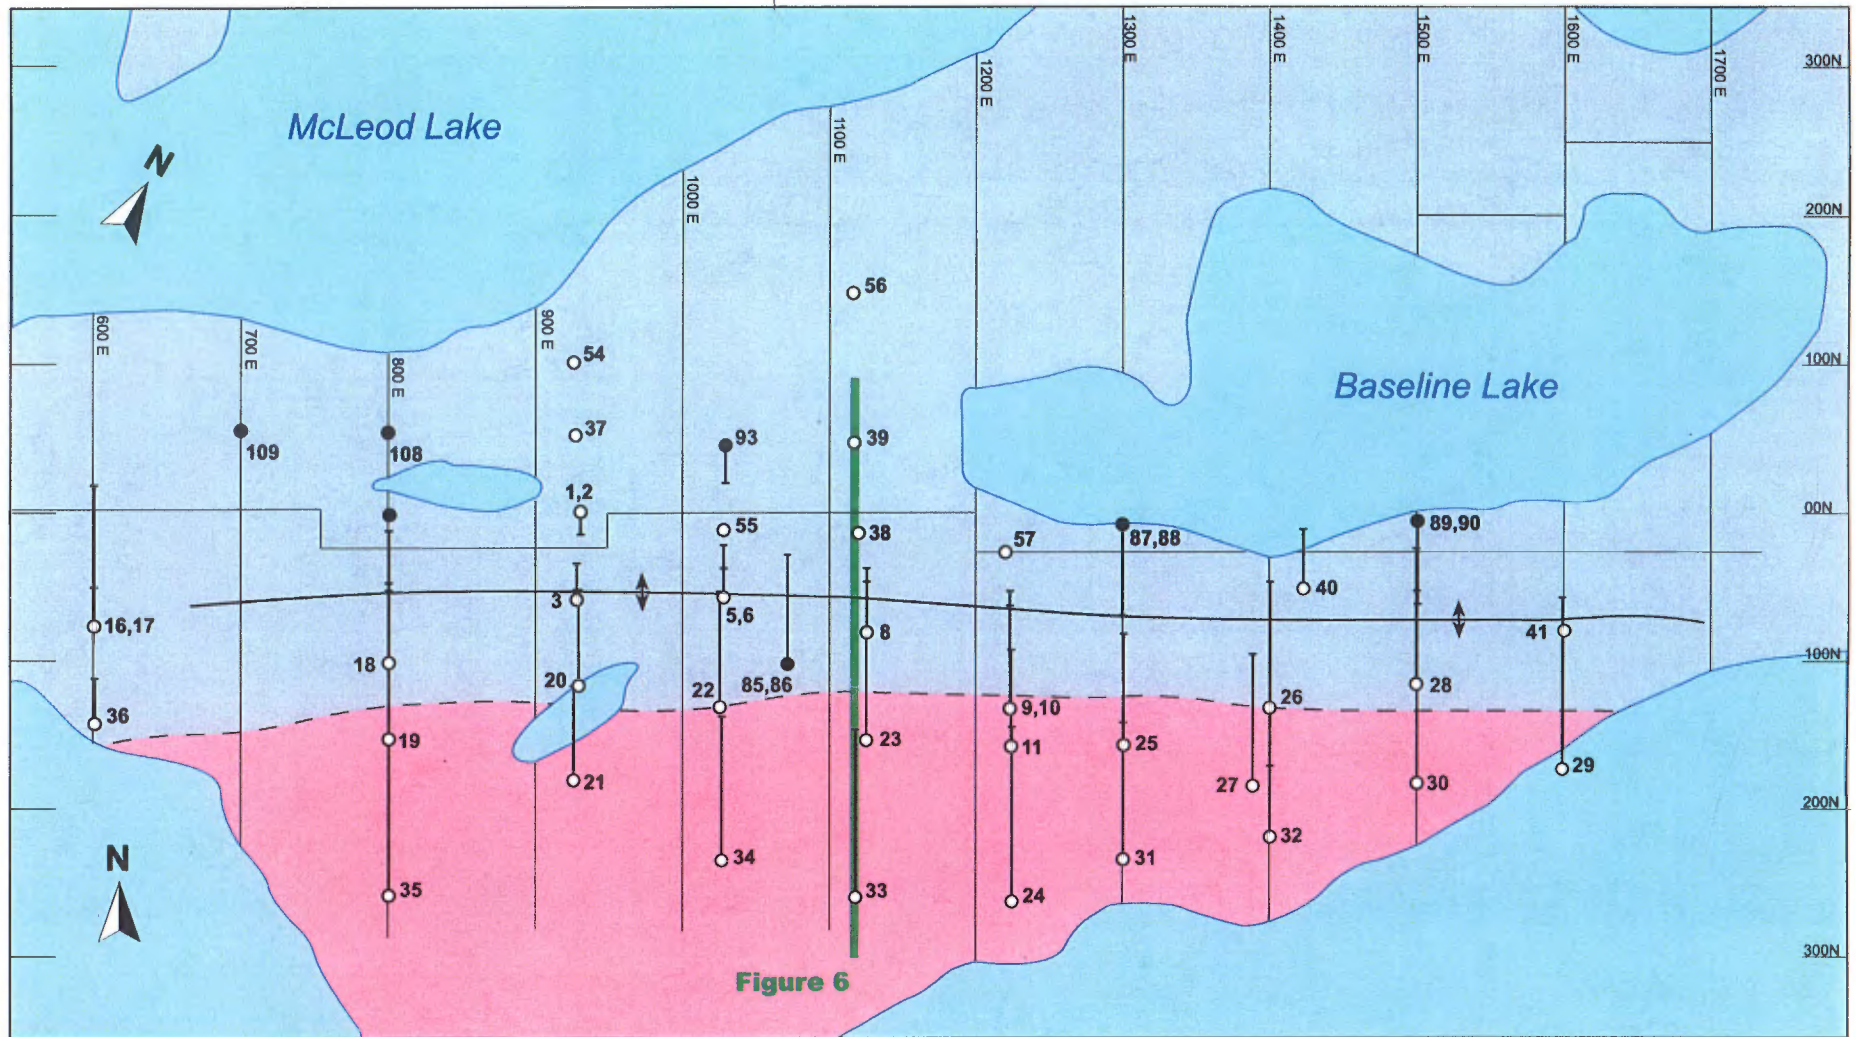 1300 E
1400 E
1500 E
1600 E
1700 E
300N
1200 E
McLeod Lake
1100 E
N
1000 E
200N
56
600 E
700 E
800 E
900 E
54
100N
Baseline Lake
37
93
39
109
108
1,2
55
38
57
87,88
89,90
00N
3
5,6
8
40
16,17
41
18
20
22
85,86
100N
28
36
26
9,10
19
23
11
25
21
27
30
29
200N
32
N
34
31
35
33
24
300N
Figure 6